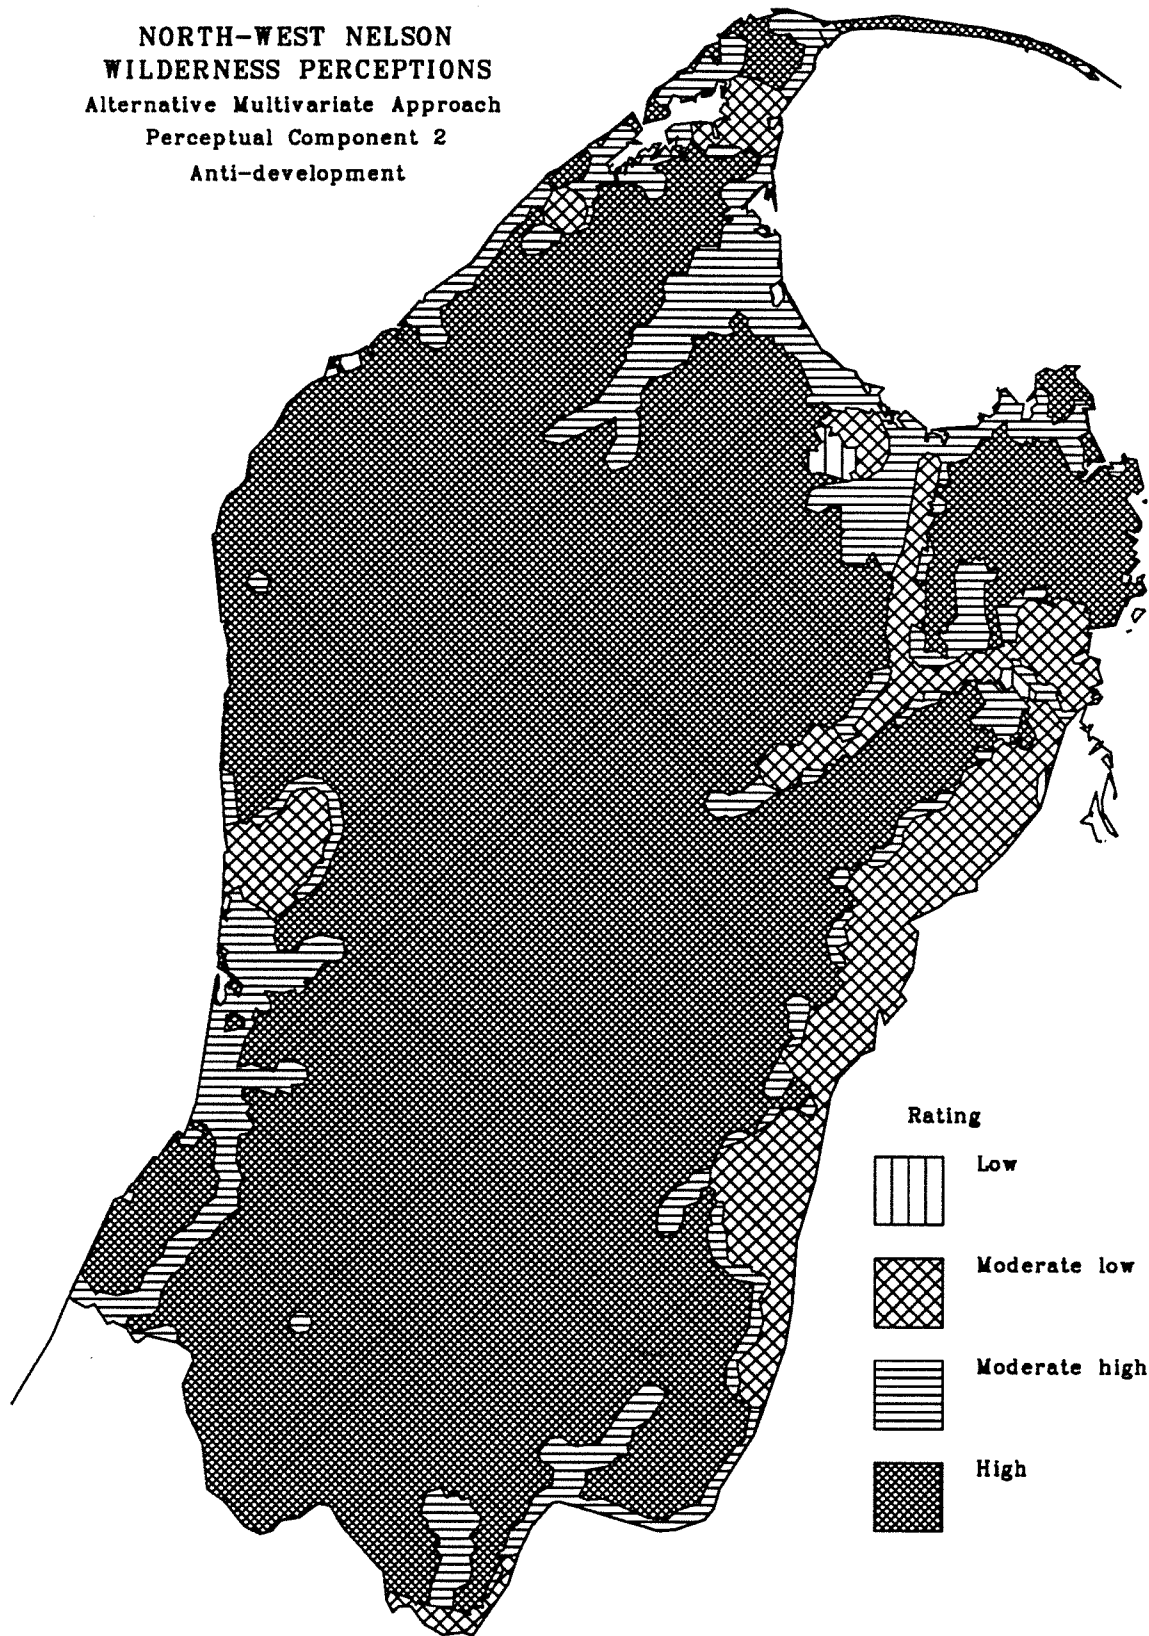 NORTH-WEST NELSON
WILDERNESS PERCEPTIONS
Alternative Multivariate Approach
Perceptual Component 2
Anti-development
Rating
Low
Moderate low
Moderate high
High